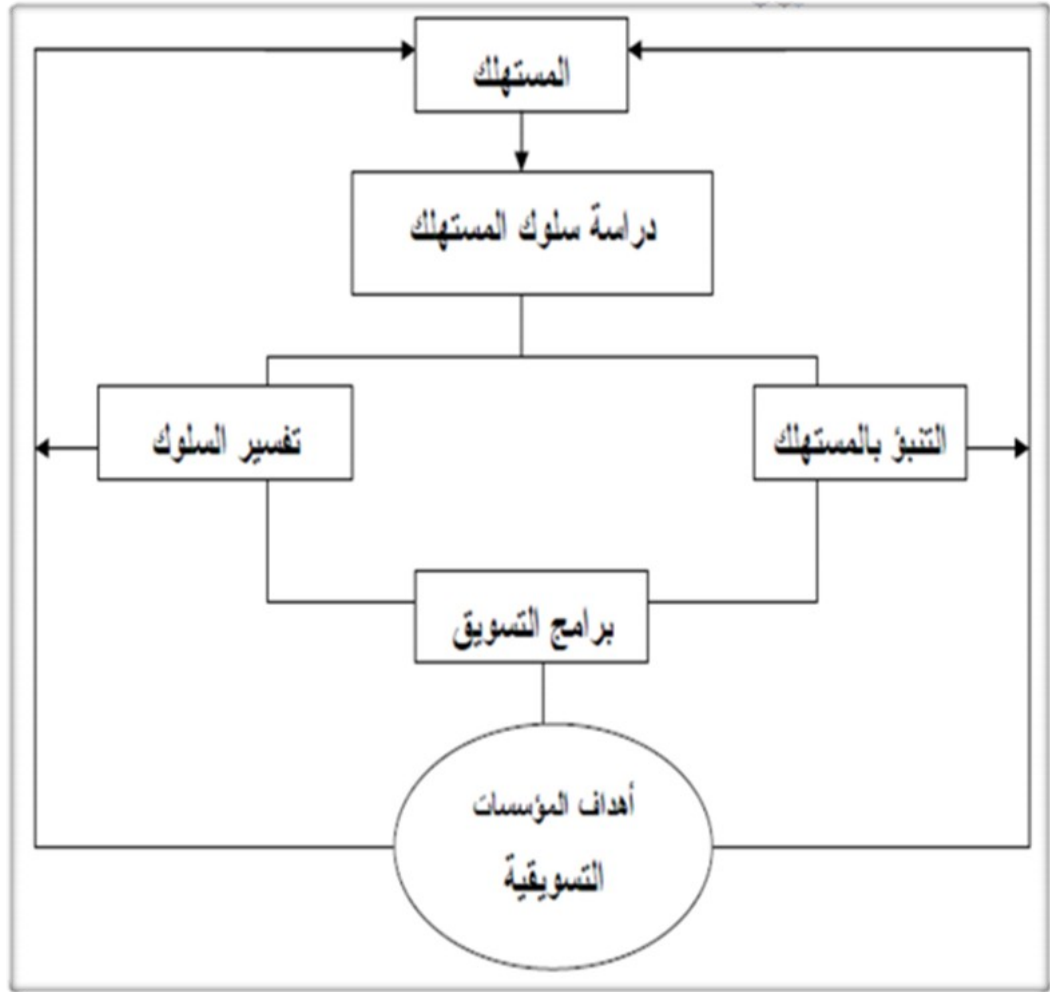 المستهلك
دراسة سلوك المستهلك
التنبؤ بالمستهلك
تفسير السلوك
برامج التسويق
أهداف المؤسسات
التسويقية